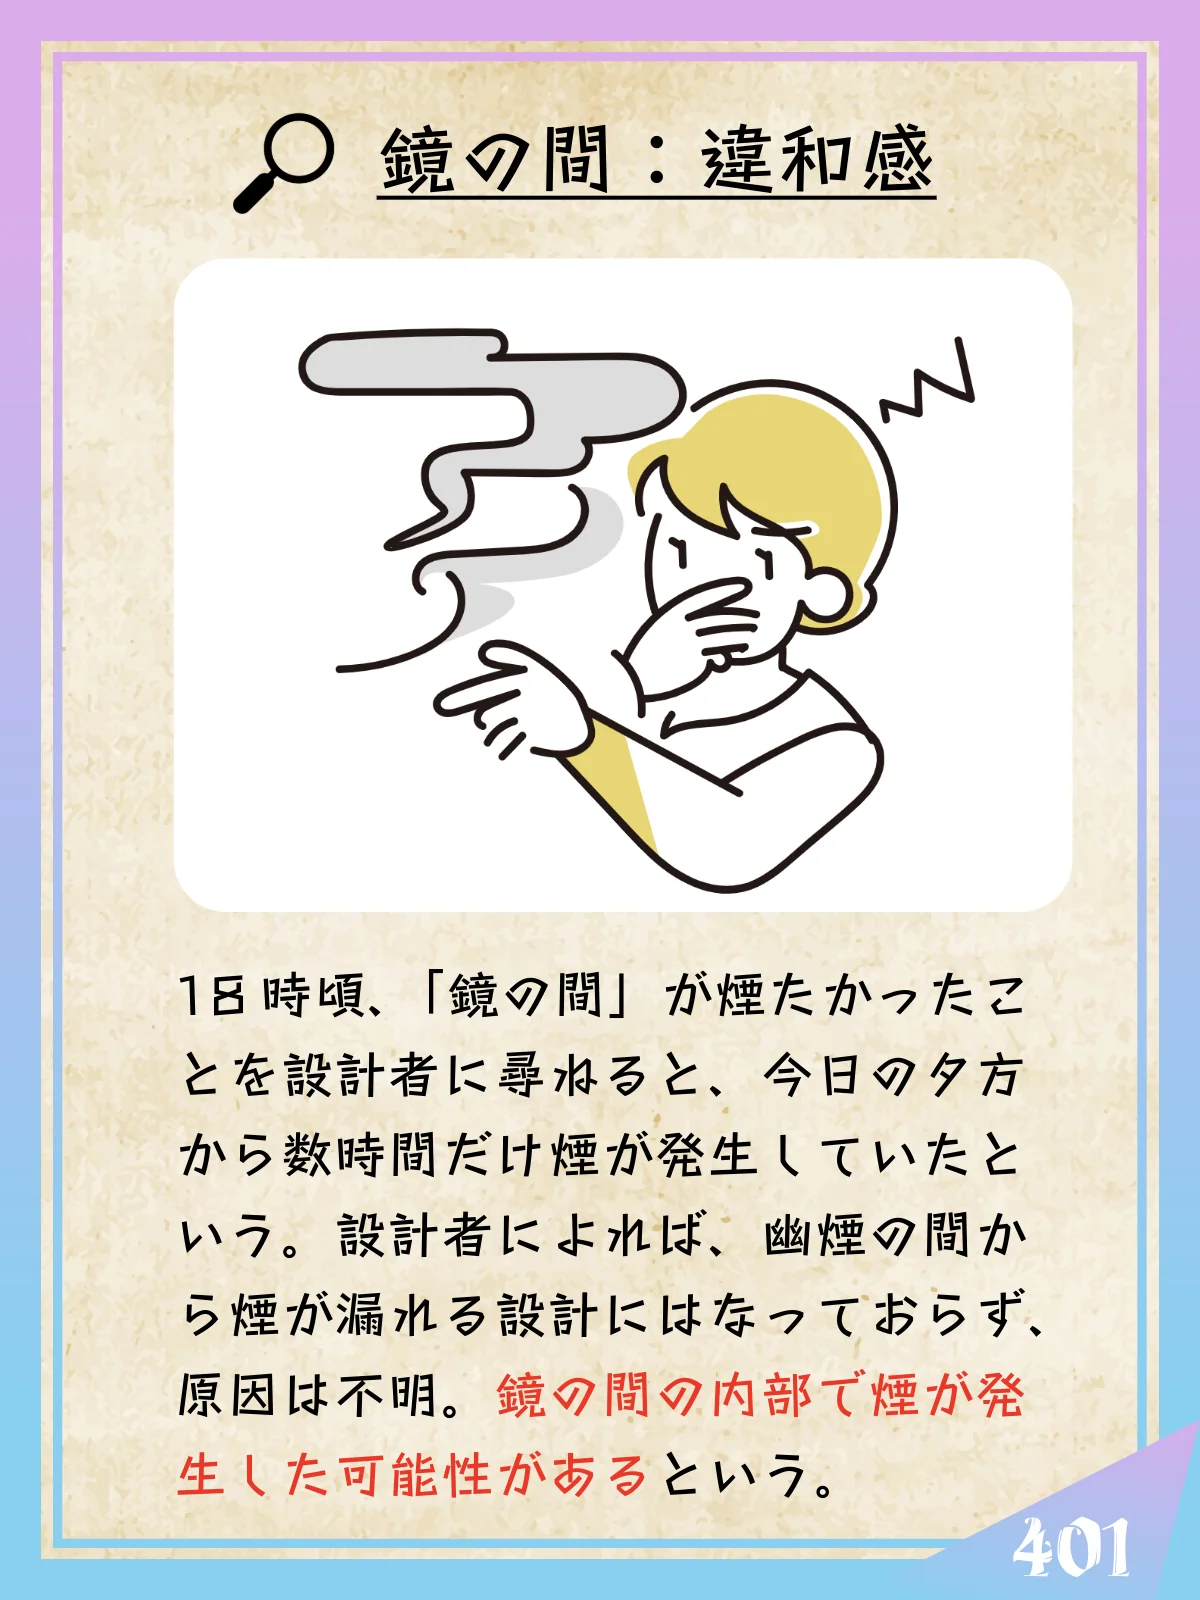 鏡の間：違和感
18時頃、「鏡の間」が煙たかったこ
とを設計者に尋ねると、今日の夕方
から数時間だけ煙が発生していたと
いう。設計者によれば、幽煙の間か
ら煙が漏れる設計にはなっておらず、
原因は不明。鏡の間の内部で煙が発
生した可能性があるという。
401